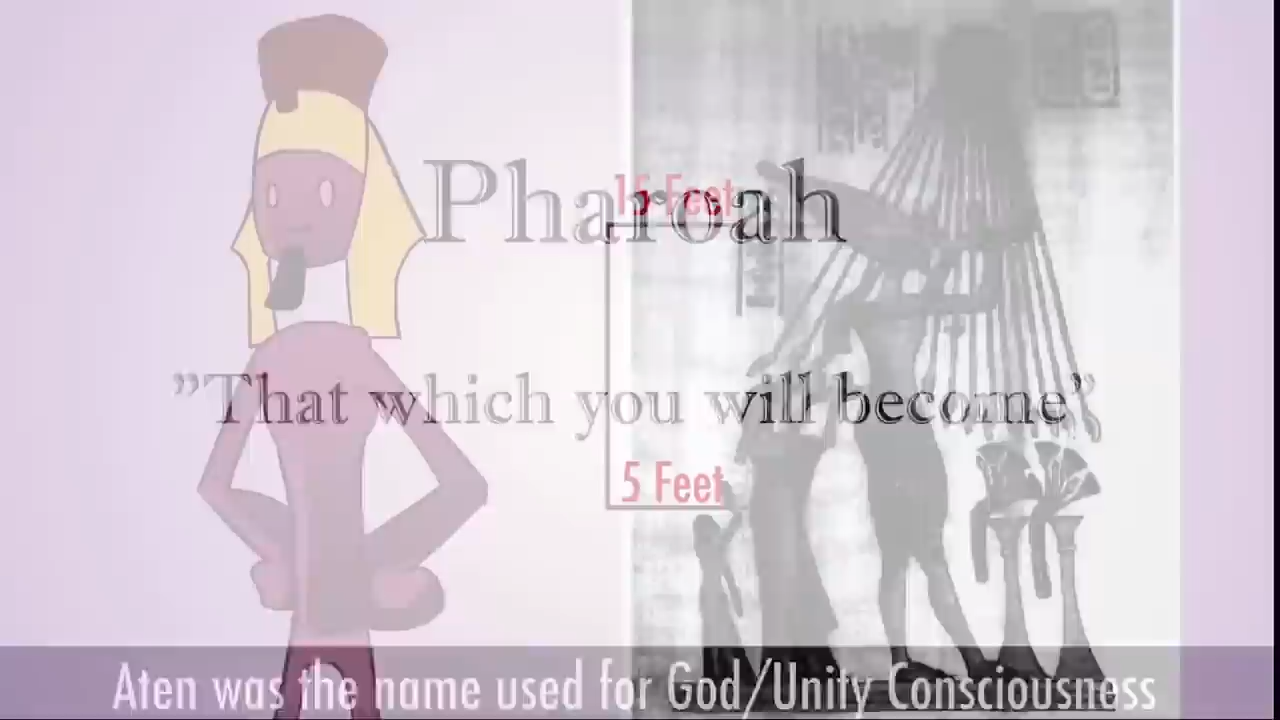 Pharoah
15 Feet
”That which you will become”
5 Feet
Aten was the name used for God/Unity Consciousness